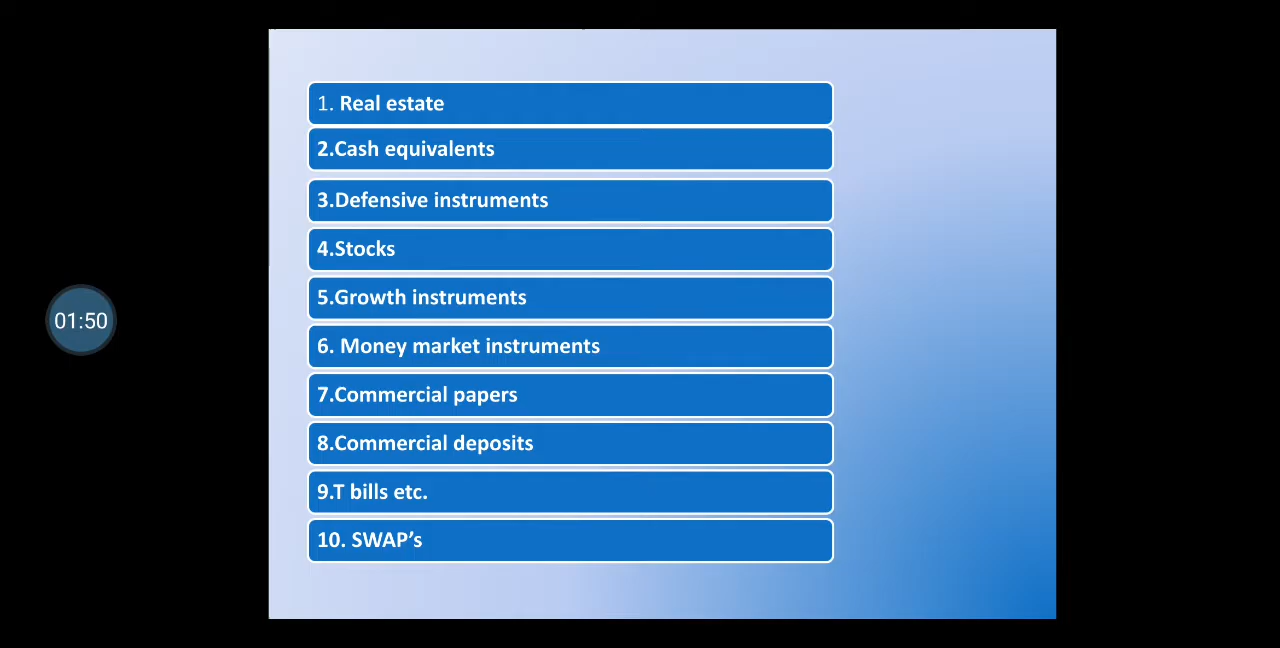 1. Real estate
2.Cash equivalents
3.Defensive instruments
4.Stocks
5.Growth instruments
6. Money market instruments
7.Commercial papers
8.Commercial deposits
9.T bills etc.
10. SWAP’s
01:50